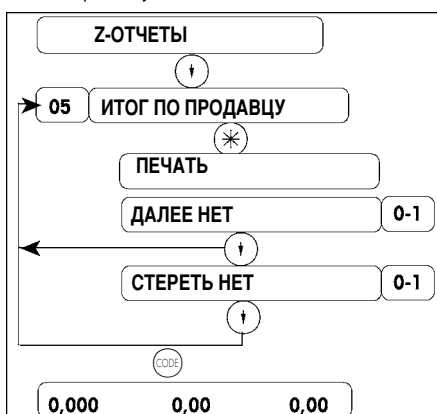 Z-ОТЧЕТЫ
05 ИТОГ ПО ПРОДАВЦУ
ПЕЧАТЬ
ДАЛЕЕ НЕТ 0-1
СТЕРЕТЬ НЕТ 0-1
CODE
0,000 0,00 0,00